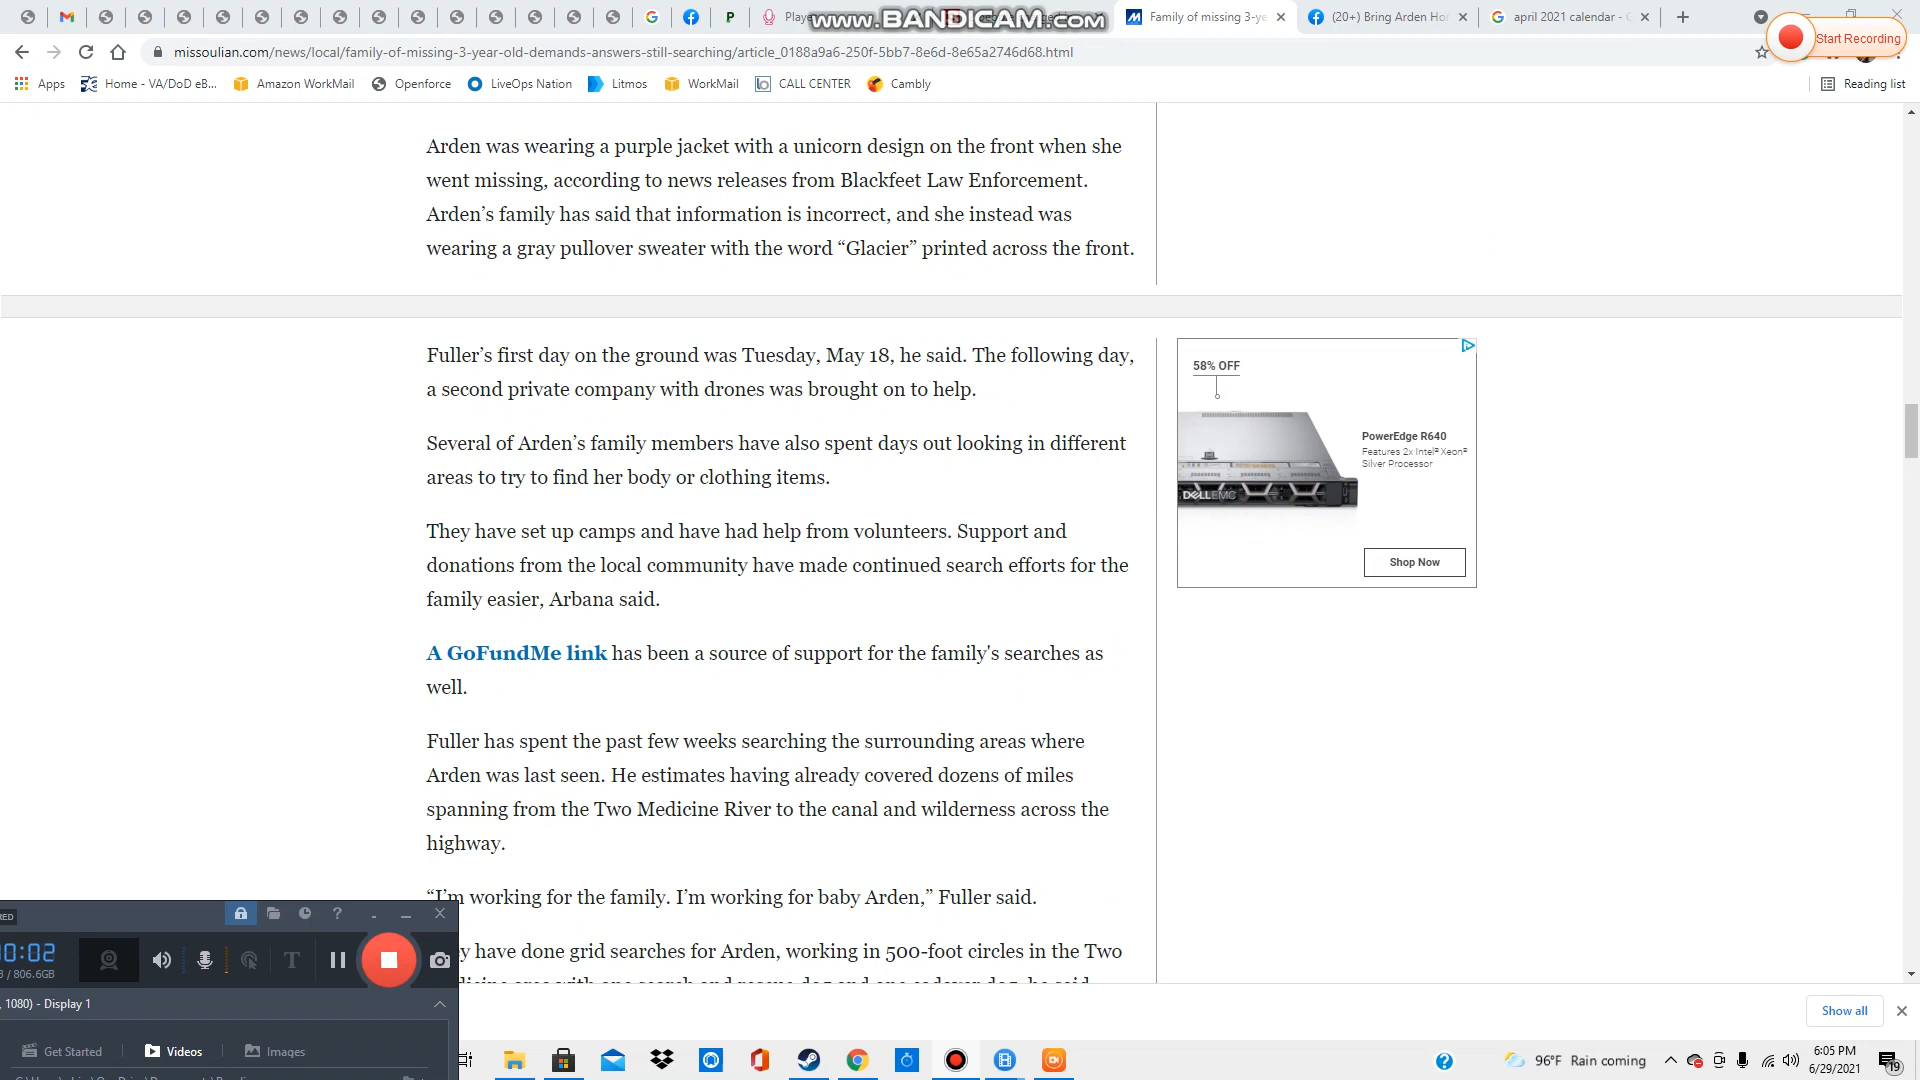 Play
www.BANDICAM.com
Family of missing 3-ye
(20+) Bring Arden Ho
april 2021 calendar - G
Start Recording
missoulian.com/news/local/family-of-missing-3-year-old-demands-answers-still-searching/article_0188a9a6-250f-5bb7-8e6d-8e65a2746d68.html
Apps
Home - VA/DoD eB...
Amazon WorkMail
Openforce
LiveOps Nation
Litmos
WorkMail
CALL CENTER
Cambly
Reading list
Arden was wearing a purple jacket with a unicorn design on the front when she
went missing, according to news releases from Blackfeet Law Enforcement.
Arden’s family has said that information is incorrect, and she instead was
wearing a gray pullover sweater with the word “Glacier” printed across the front.
Fuller’s first day on the ground was Tuesday, May 18, he said. The following day,
a second private company with drones was brought on to help.
Several of Arden’s family members have also spent days out looking in different
areas to try to find her body or clothing items.
They have set up camps and have had help from volunteers. Support and
donations from the local community have made continued search efforts for the
family easier, Arbana said.
A GoFundMe link has been a source of support for the family's searches as
well.
Fuller has spent the past few weeks searching the surrounding areas where
Arden was last seen. He estimates having already covered dozens of miles
spanning from the Two Medicine River to the canal and wilderness across the
highway.
“I’m working for the family. I’m working for baby Arden,” Fuller said.
y have done grid searches for Arden, working in 500-foot circles in the Two
58% OFF
PowerEdge R640
Features 2x Intel® Xeon®
Silver Processor
DELLEMC
Shop Now
RED
0:02
/ 806.6GB
1080) - Display 1
Get Started
Videos
Images
Show all
96°F Rain coming
6:05 PM
6/29/2021
19